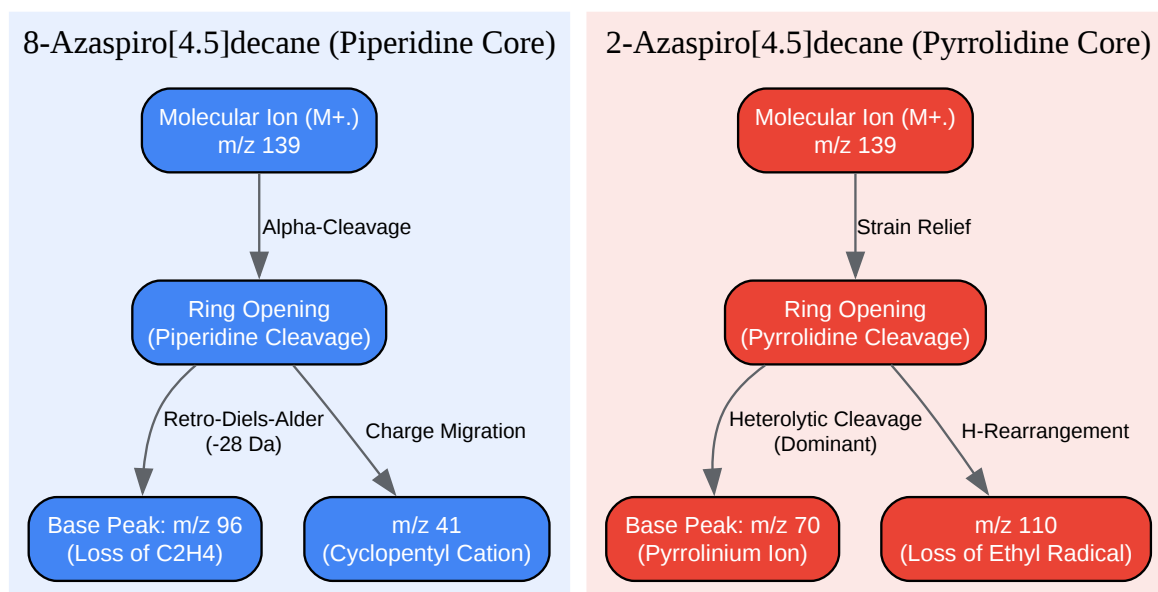 8-Azaspiro[4.5]decane (Piperidine Core)
Molecular Ion (M+.)
m/z 139
Alpha-Cleavage
Ring Opening
(Piperidine Cleavage)
Retro-Diels-Alder
(-28 Da)
Charge Migration
Base Peak: m/z 96
(Loss of C2H4)
m/z 41
(Cyclopentyl Cation)
2-Azaspiro[4.5]decane (Pyrrolidine Core)
Molecular Ion (M+.)
m/z 139
Strain Relief
Ring Opening
(Pyrrolidine Cleavage)
Heterolytic Cleavage
(Dominant)
H-Rearrangement
Base Peak: m/z 70
(Pyrrolinium Ion)
m/z 110
(Loss of Ethyl Radical)